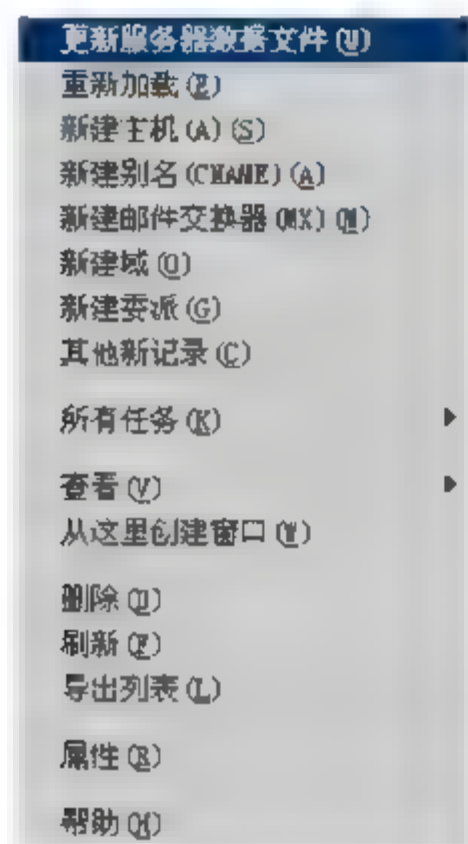 更新服务器数据文件(U)
重新加载(E)
新建主机(A)(S)
新建别名(CNAME)(A)
新建邮件交换器(MX)(M)
新建域(O)
新建委派(G)
其他新记录(C)
所有任务(K)
查看(V)
从这里创建窗口(W)
删除(D)
刷新(F)
导出列表(L)
属性(R)
帮助(H)